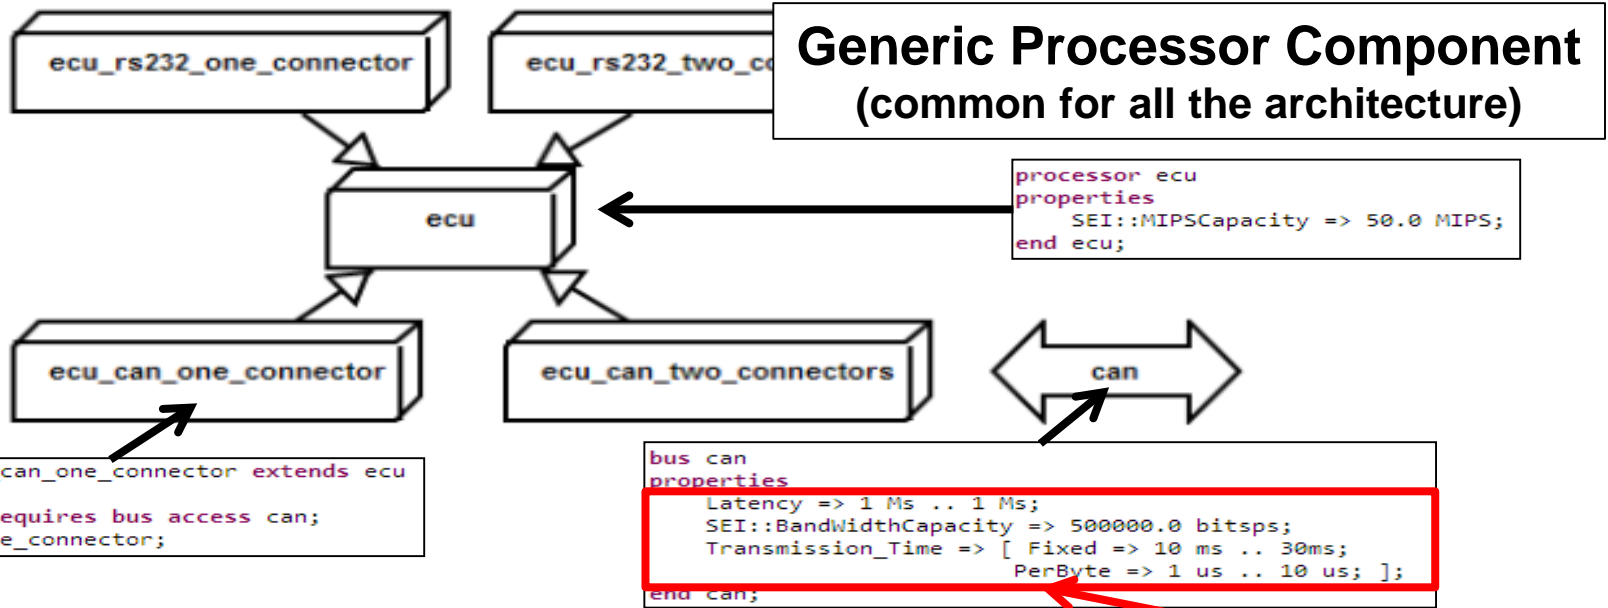 ecu_rs232_one_connector
ecu_rs232_two_co
Generic Processor Component
(common for all the architecture)
ecu
processor ecu
properties
SEI::MIPSCapacity => 50.0 MIPS;
end ecu;
ecu_can_one_connector
ecu_can_two_connectors
can
can_one_connector extends ecu
equires bus access can;
e_connector;
bus can
properties
Latency => 1 Ms .. 1 Ms;
SEI::BandWidthCapacity => 500000.0 bitsps;
Transmission_Time => [ Fixed => 10 ms .. 30ms;
PerByte => 1 us .. 10 us; ];
end can;